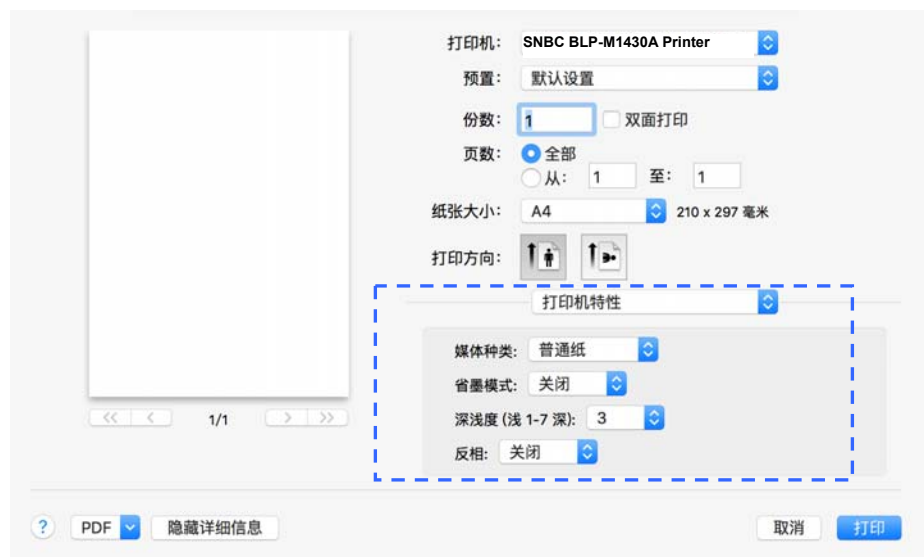 打印机: SNBC BLP-M1430A Printer
预置: 默认设置
份数: 1 双面打印
页数: 全部
从: 1 至: 1
纸张大小: A4 210 x 297 毫米
打印方向:
打印机特性
媒体种类: 普通纸
省墨模式: 关闭
深浅度 (浅 1-7 深): 3
反相: 关闭
<< < 1/1 > >>
? PDF 隐藏详细信息 取消 打印